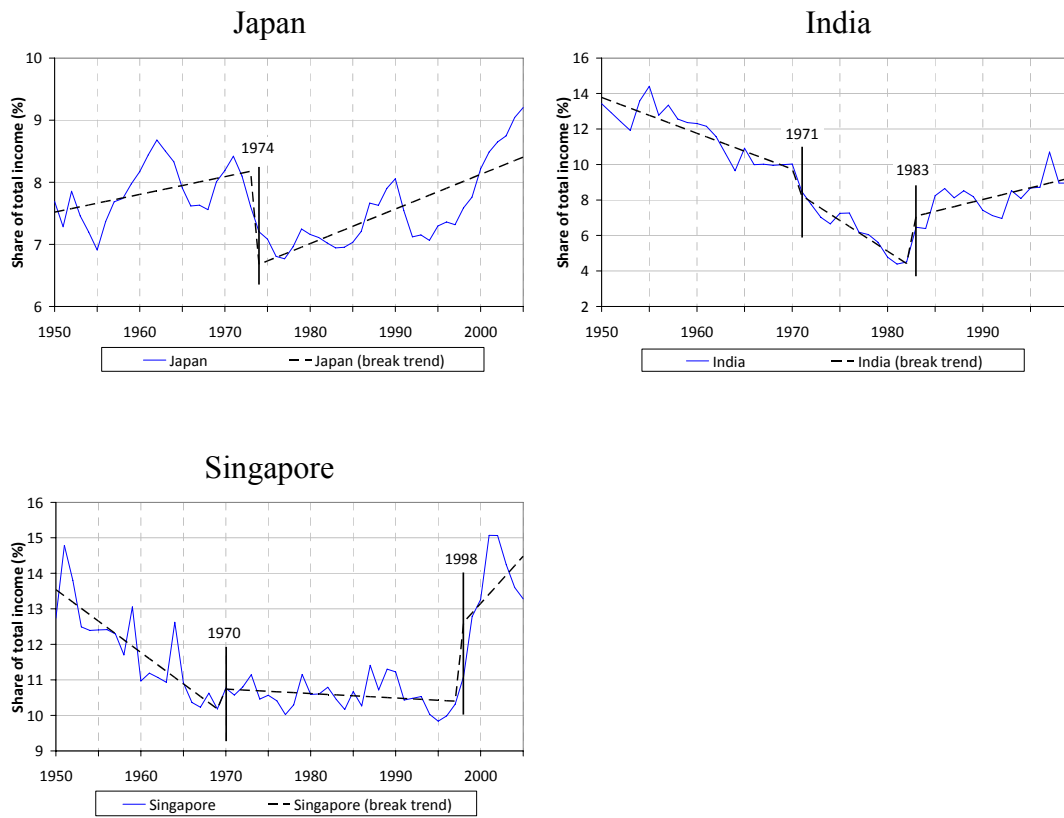 Japan
Share of total income (%)
10
9
8
7
6
1974
1950 1960 1970 1980 1990 2000
Japan Japan (break trend)
India
Share of total income (%)
16
14
12
10
8
6
4
2
1971
1983
1950 1960 1970 1980 1990
India India (break trend)
Singapore
Share of total income (%)
16
15
14
13
12
11
10
9
1970
1998
1950 1960 1970 1980 1990 2000
Singapore Singapore (break trend)